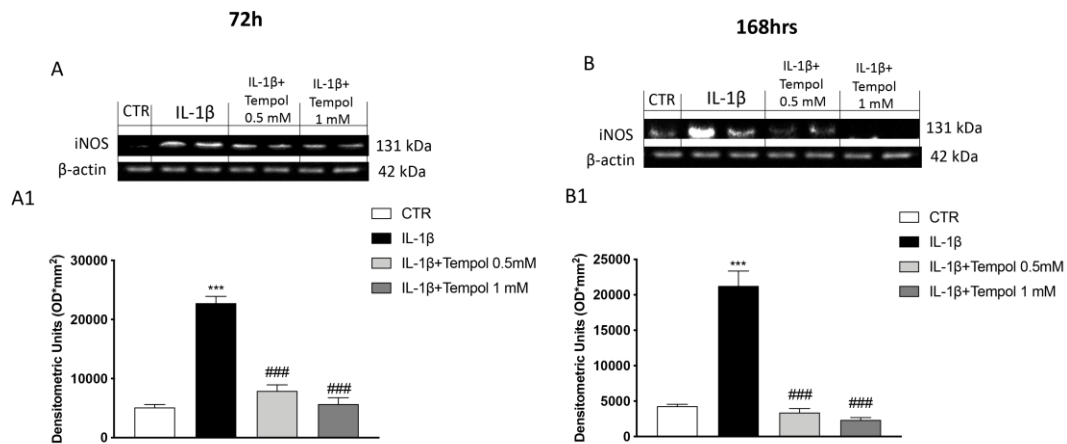 72h
168hrs
A
CTR
IL-1β
IL-1β+
Tempol
0.5 mM
IL-1β+
Tempol
1 mM
iNOS
131 kDa
β-actin
42 kDa
B
CTR
IL-1β
IL-1β+
Tempol
0.5 mM
IL-1β+
Tempol
1 mM
iNOS
131 kDa
β-actin
42 kDa
A1
CTR
IL-1β
IL-1β+Tempol 0.5mM
IL-1β+Tempol 1 mM
Densitometric Units (OD*mm²)
30000
20000
10000
0
***
###
###
B1
CTR
IL-1β
IL-1β+Tempol 0.5mM
IL-1β+Tempol 1 mM
Densitometric Units (OD*mm²)
25000
20000
15000
10000
5000
0
***
###
###